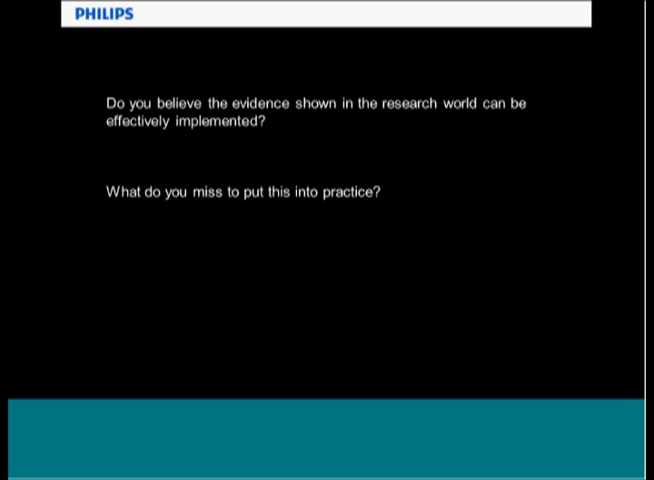 PHILIPS
Do you believe the evidence shown in the research world can be
effectively implemented?
What do you miss to put this into practice?